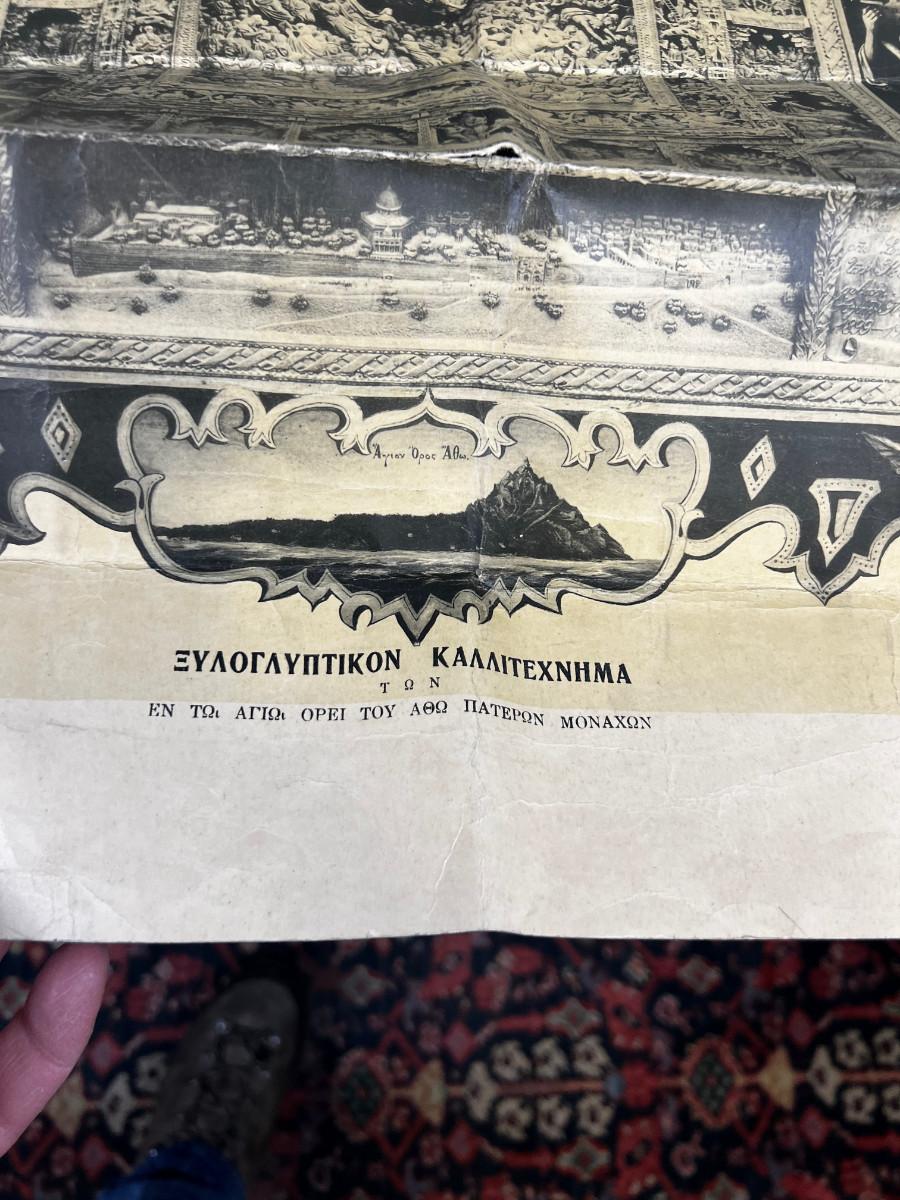 Ἅγιον Ὄρος Ἄθω.
ΞΥΛΟΓΛΥΠΤΙΚΟΝ ΚΑΛΛΙΤΕΧΝΗΜΑ
ΤΩΝ
ΕΝ ΤΩι ΑΓΙΩι ΟΡΕΙ ΤΟΥ ΑΘΩ ΠΑΤΕΡΩΝ ΜΟΝΑΧΩΝ